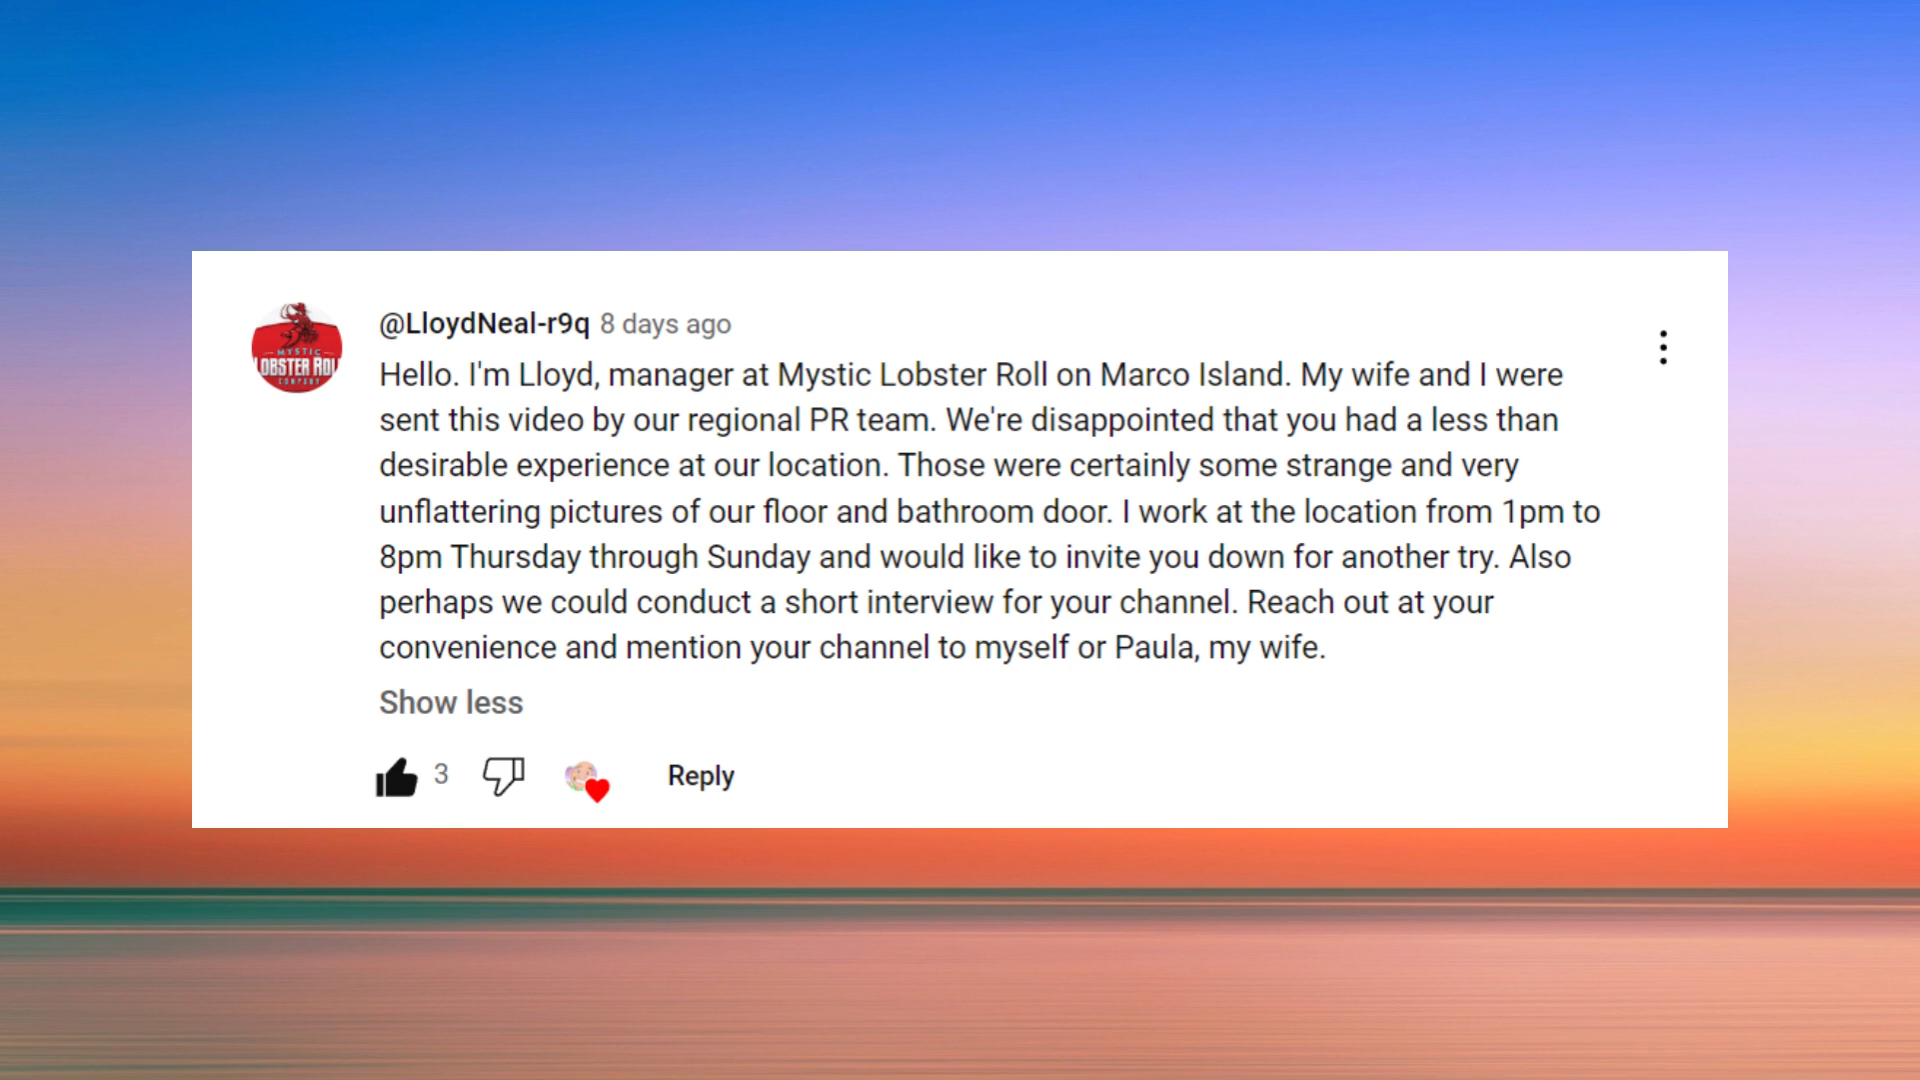 @LloydNeal-r9q 8 days ago
Hello. I'm Lloyd, manager at Mystic Lobster Roll on Marco Island. My wife and I were
sent this video by our regional PR team. We're disappointed that you had a less than
desirable experience at our location. Those were certainly some strange and very
unflattering pictures of our floor and bathroom door. I work at the location from 1pm to
8pm Thursday through Sunday and would like to invite you down for another try. Also
perhaps we could conduct a short interview for your channel. Reach out at your
convenience and mention your channel to myself or Paula, my wife.
Show less
3
Reply
MYSTIC
LOBSTER ROLL
COMPANY